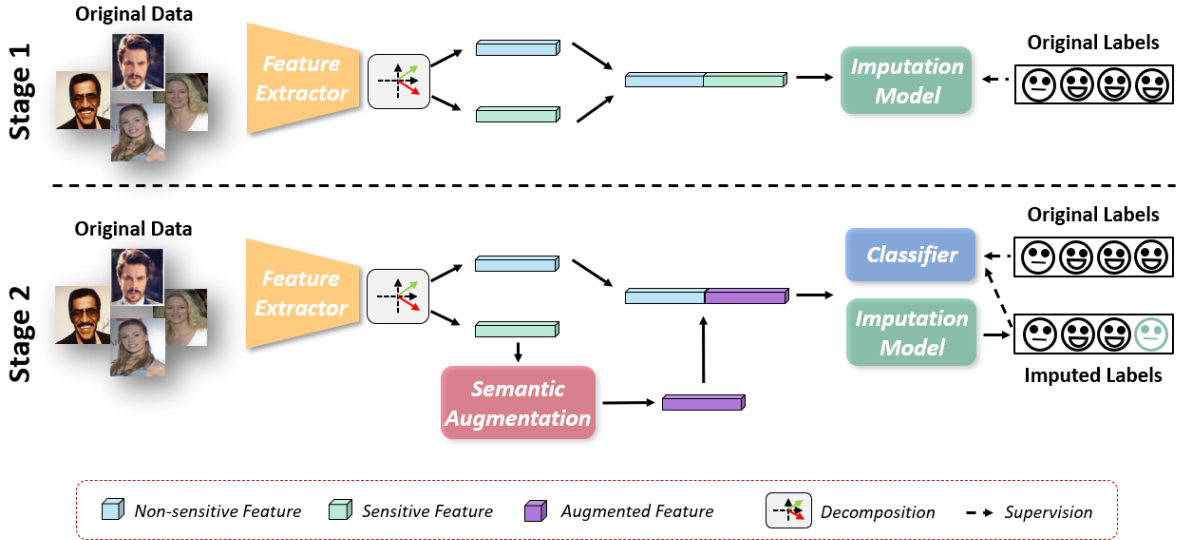 Stage 1
Original Data
Feature
Extractor
Imputation
Model
Original Labels
Stage 2
Original Data
Feature
Extractor
Semantic
Augmentation
Classifier
Imputation
Model
Original Labels
Imputed Labels
Non-sensitive Feature
Sensitive Feature
Augmented Feature
Decomposition
Supervision